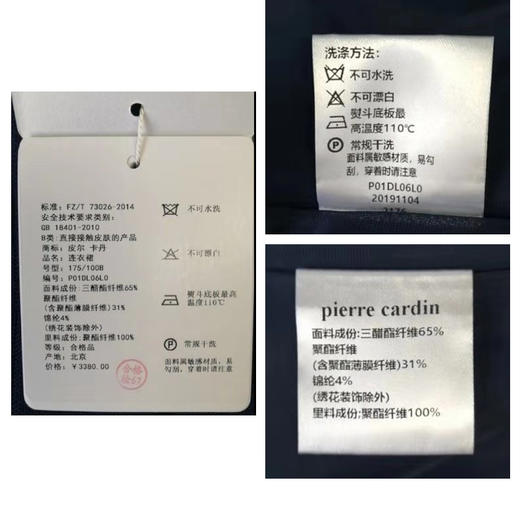 标准: FZ/T 73026-2014
安全技术要求类别:
GB 18401-2010
B类:直接接触皮肤的产品
商标: 皮尔 卡丹
品名: 连衣裙
号型: 175/100B
编号: P01DL06L0
面料成份: 三醋酯纤维65%
聚酯纤维
(含聚酯薄膜纤维)31%
锦纶4%
(绣花装饰除外)
里料成份: 聚酯纤维100%
等级: 合格品
产地: 北京
价格: ¥3380.00
合格
检67
不可水洗
不可漂白
熨斗底板最高
温度110℃
常规干洗
面料属敏感材质, 易
勾刮, 穿着时请注意
洗涤方法:
不可水洗
不可漂白
熨斗底板最
高温度110℃
常规干洗
面料属敏感材质, 易勾
刮, 穿着时请注意
P01DL06L0
20191104
pierre cardin
面料成份: 三醋酯纤维65%
聚酯纤维
(含聚酯薄膜纤维)31%
锦纶4%
(绣花装饰除外)
里料成份: 聚酯纤维100%